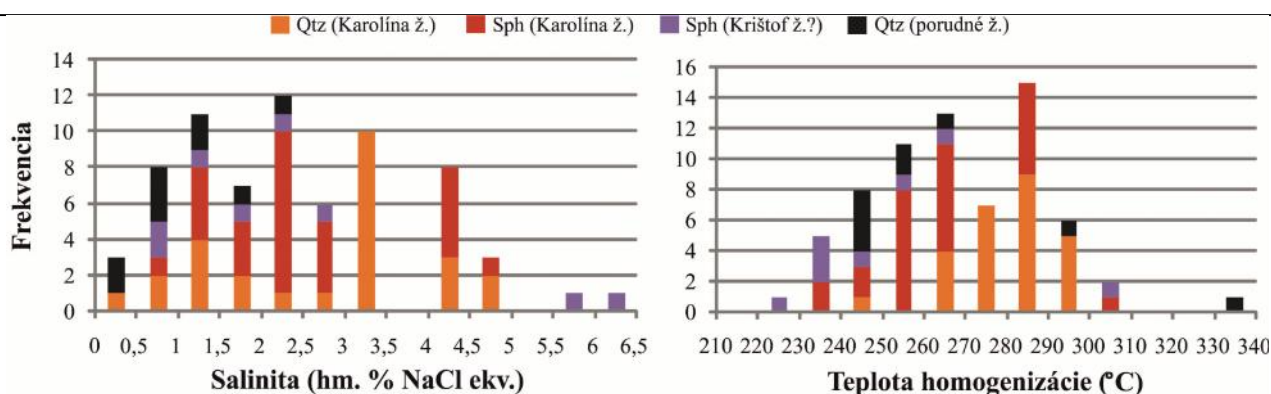 Qtz (Karolína ž.) Sph (Karolína ž.) Sph (Krištof ž.?) Qtz (porudné ž.)
Frekvencia
14
12
10
8
6
4
2
0
0 0,5 1 1,5 2 2,5 3 3,5 4 4,5 5 5,5 6 6,5
Salinita (hm. % NaCl ekv.)
16
14
12
10
8
6
4
2
0
210 220 230 240 250 260 270 280 290 300 310 320 330 340
Teplota homogenizácie (°C)